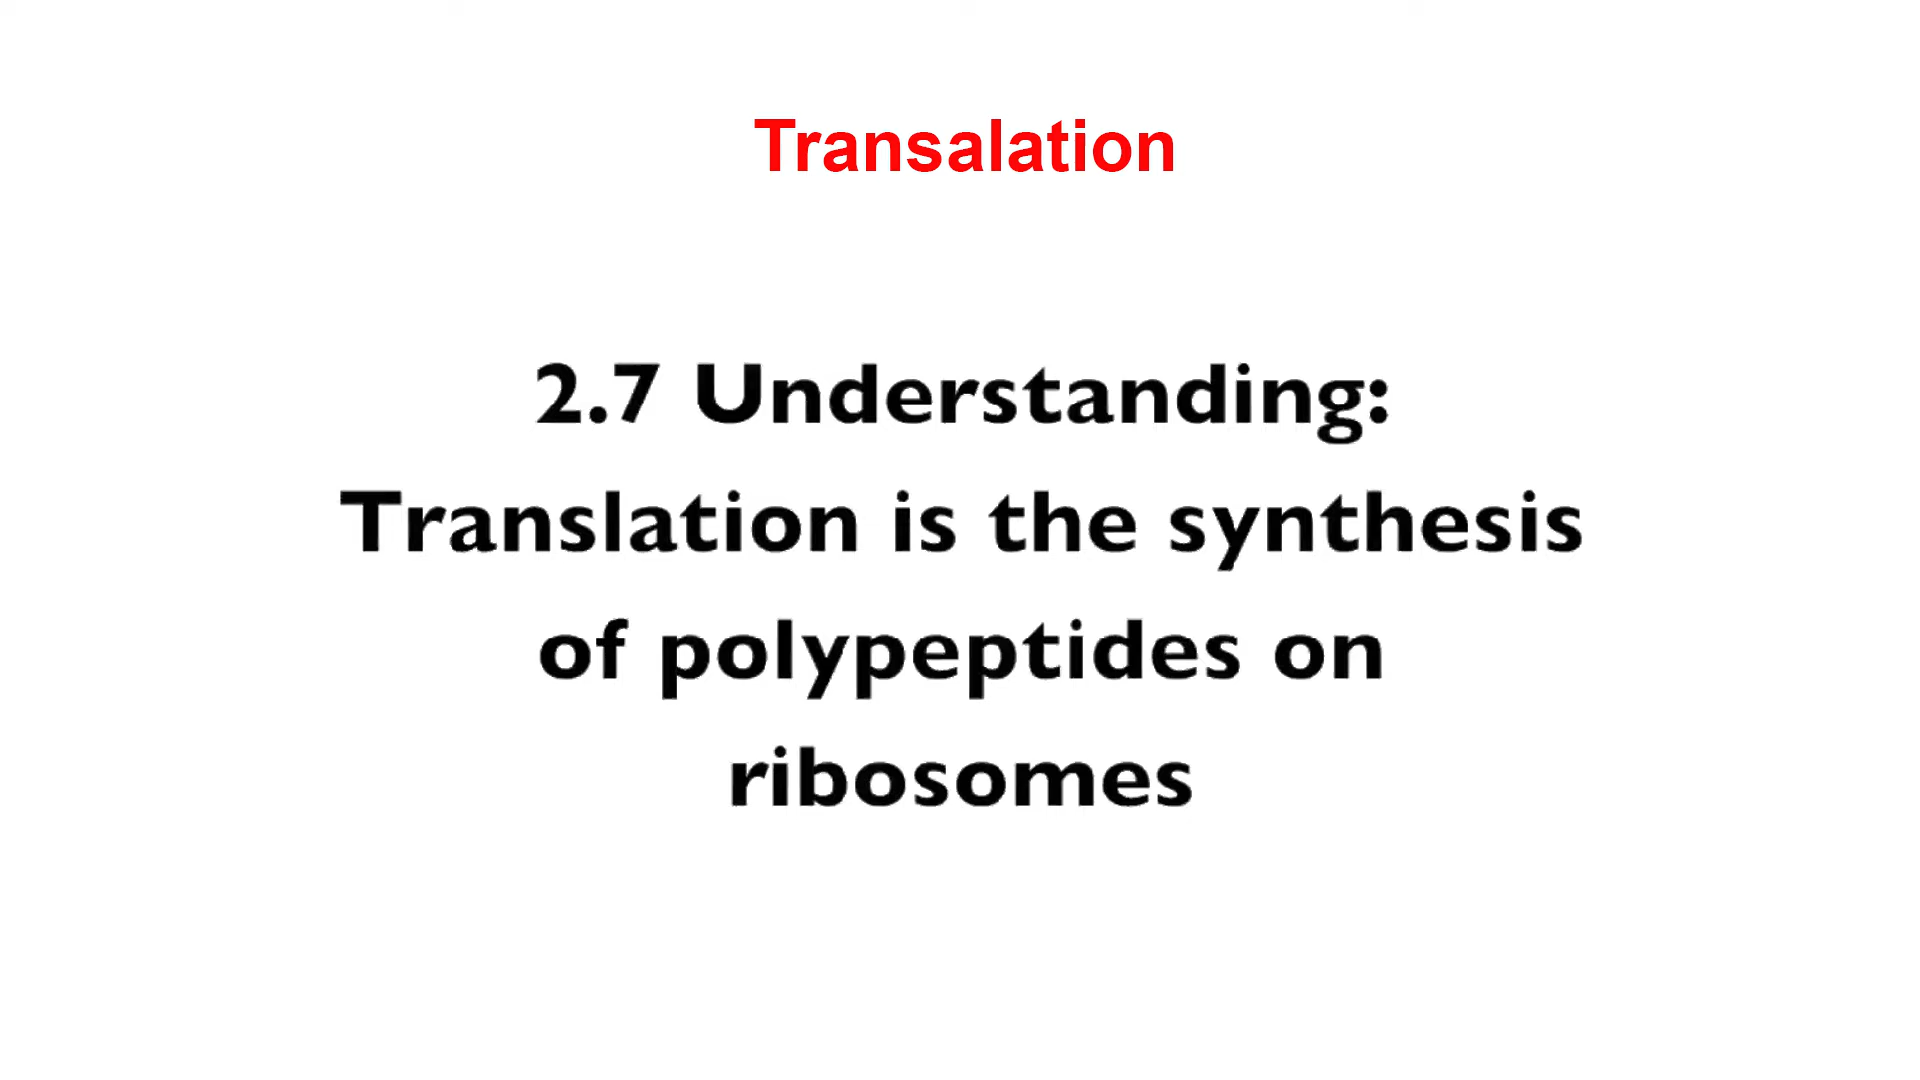 Transalation
2.7 Understanding:
Translation is the synthesis
of polypeptides on
ribosomes